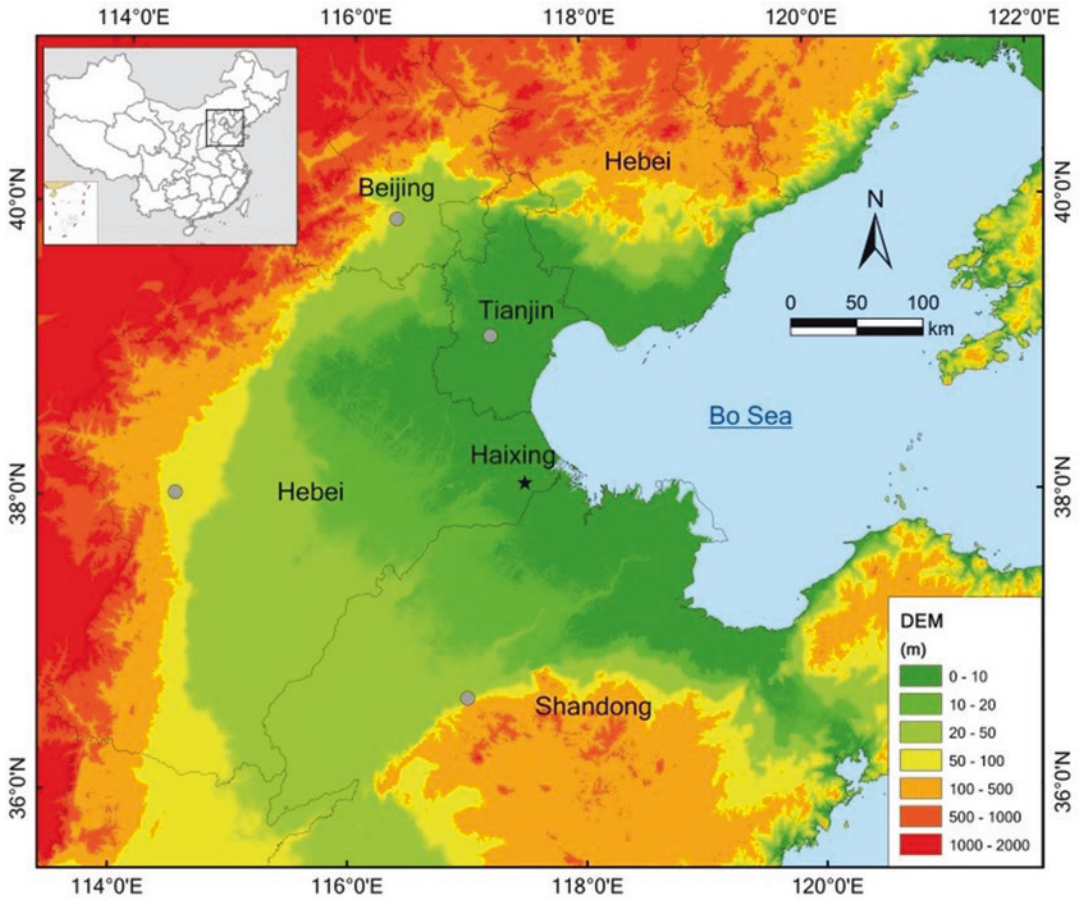 114°0'E 116°0'E 118°0'E 120°0'E 122°0'E
40°0'N
38°0'N
36°0'N
Hebei
Beijing
N
Tianjin
0 50 100
km
Bo Sea
Haixing
Hebei
Shandong
40°0'N
38°0'N
36°0'N
DEM
(m)
0 - 10
10 - 20
20 - 50
50 - 100
100 - 500
500 - 1000
1000 - 2000
114°0'E 116°0'E 118°0'E 120°0'E